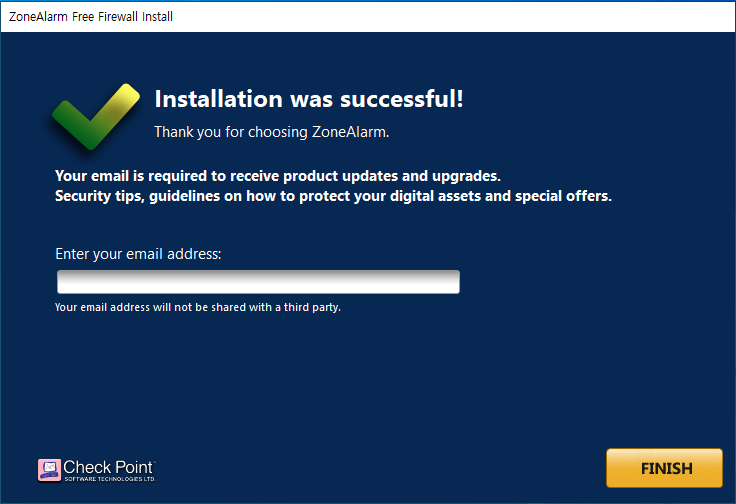 ZoneAlarm Free Firewall Install
Installation was successful!
Thank you for choosing ZoneAlarm.
Your email is required to receive product updates and upgrades.
Security tips, guidelines on how to protect your digital assets and special offers.
Enter your email address:
Your email address will not be shared with a third party.
Check Point
SOFTWARE TECHNOLOGIES LTD.
FINISH